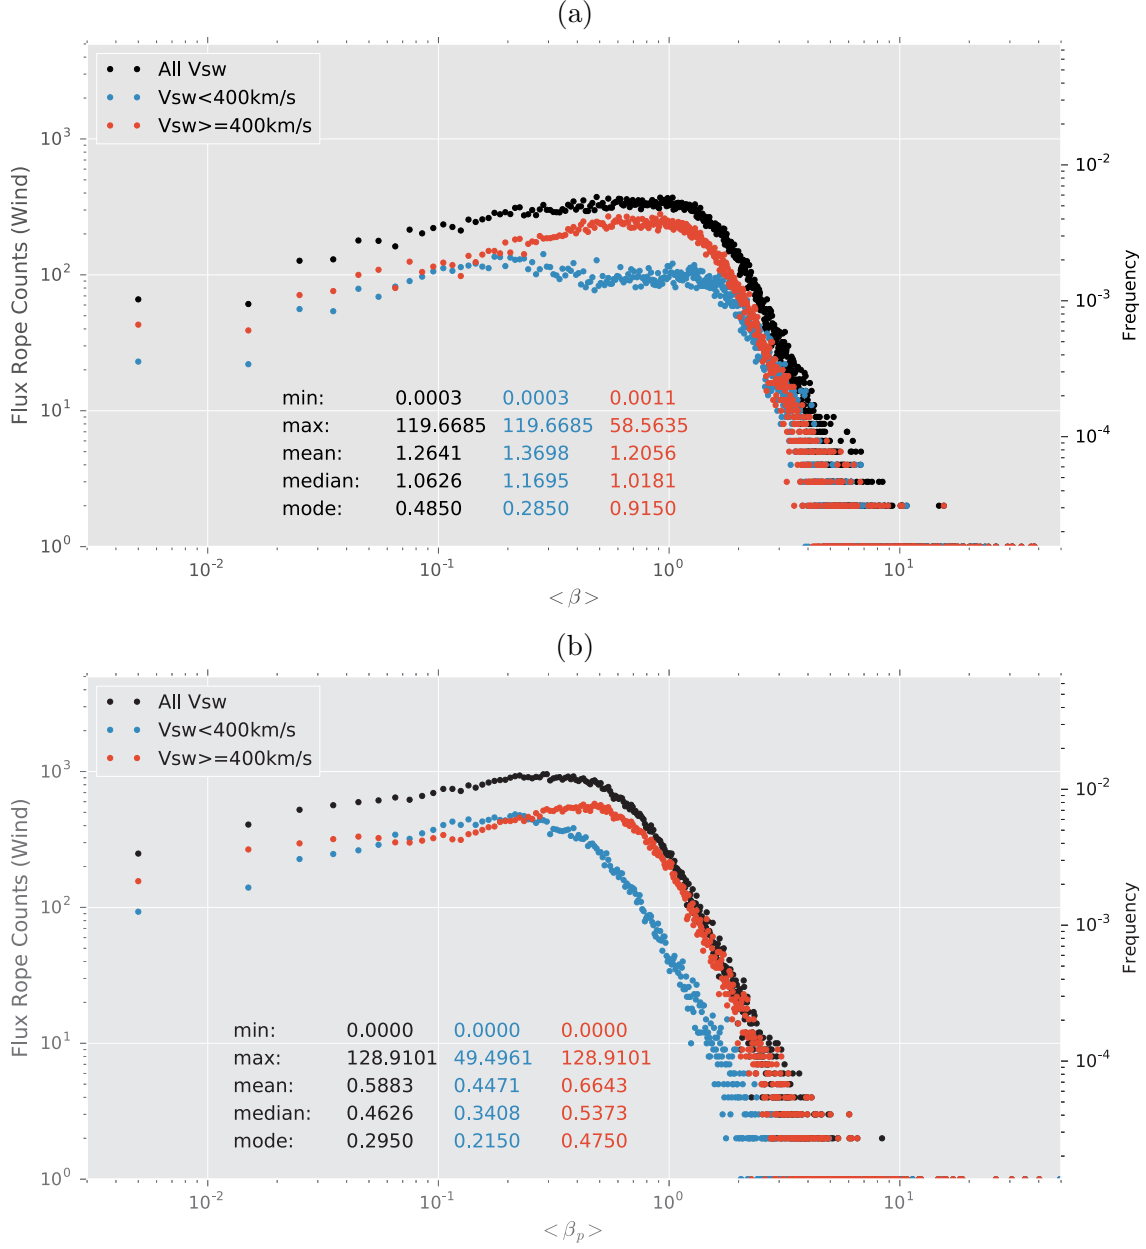 (a)
All Vsw
Vsw<400km/s
Vsw>=400km/s
10³
10²
10¹
10⁰
Flux Rope Counts (Wind)
10⁻²
10⁻³
10⁻⁴
Frequency
min: 0.0003 0.0003 0.0011
max: 119.6685 119.6685 58.5635
mean: 1.2641 1.3698 1.2056
median: 1.0626 1.1695 1.0181
mode: 0.4850 0.2850 0.9150
10⁻² 10⁻¹ 10⁰ 10¹
<β>
(b)
All Vsw
Vsw<400km/s
Vsw>=400km/s
10³
10²
10¹
10⁰
Flux Rope Counts (Wind)
10⁻²
10⁻³
10⁻⁴
Frequency
min: 0.0000 0.0000 0.0000
max: 128.9101 49.4961 128.9101
mean: 0.5883 0.4471 0.6643
median: 0.4626 0.3408 0.5373
mode: 0.2950 0.2150 0.4750
10⁻² 10⁻¹ 10⁰ 10¹
<βₚ>